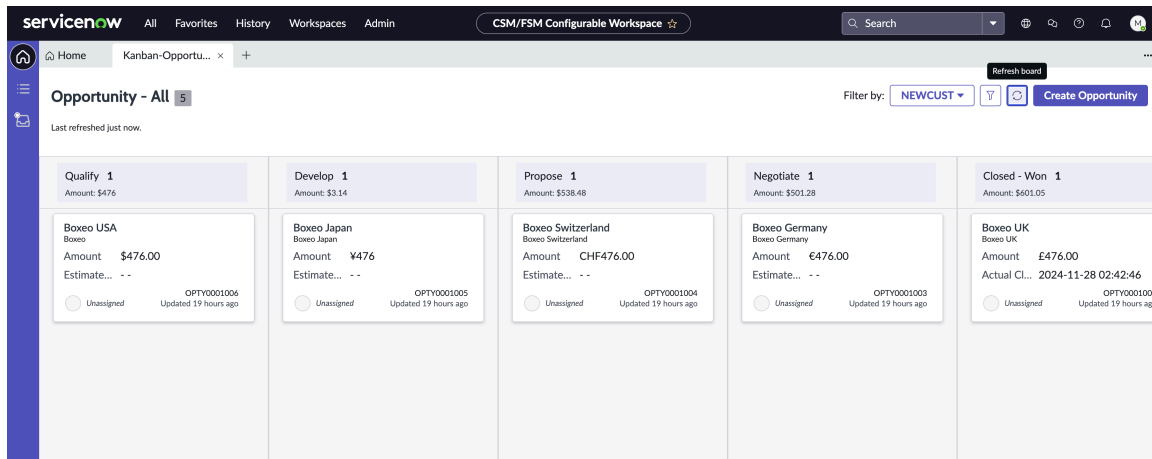 servicenow All Favorites History Workspaces Admin CSM/FSM Configurable Workspace Search M
Home Kanban-Opportu...
Refresh board
Opportunity - All 5 Filter by: NEWCUST Create Opportunity
Last refreshed just now.
Qualify 1
Amount: $476
Develop 1
Amount: $3.14
Propose 1
Amount: $538.48
Negotiate 1
Amount: $501.28
Closed - Won 1
Amount: $601.05
Boxeo USA
Boxeo
Amount $476.00
Estimate... - -
OPTY0001006
Unassigned Updated 19 hours ago
Boxeo Japan
Boxeo Japan
Amount ¥476
Estimate... - -
OPTY0001005
Unassigned Updated 19 hours ago
Boxeo Switzerland
Boxeo Switzerland
Amount CHF476.00
Estimate... - -
OPTY0001004
Unassigned Updated 19 hours ago
Boxeo Germany
Boxeo Germany
Amount €476.00
Estimate... - -
OPTY0001003
Unassigned Updated 19 hours ago
Boxeo UK
Boxeo UK
Amount £476.00
Actual Cl... 2024-11-28 02:42:46
OPTY000100
Unassigned Updated 19 hours ag